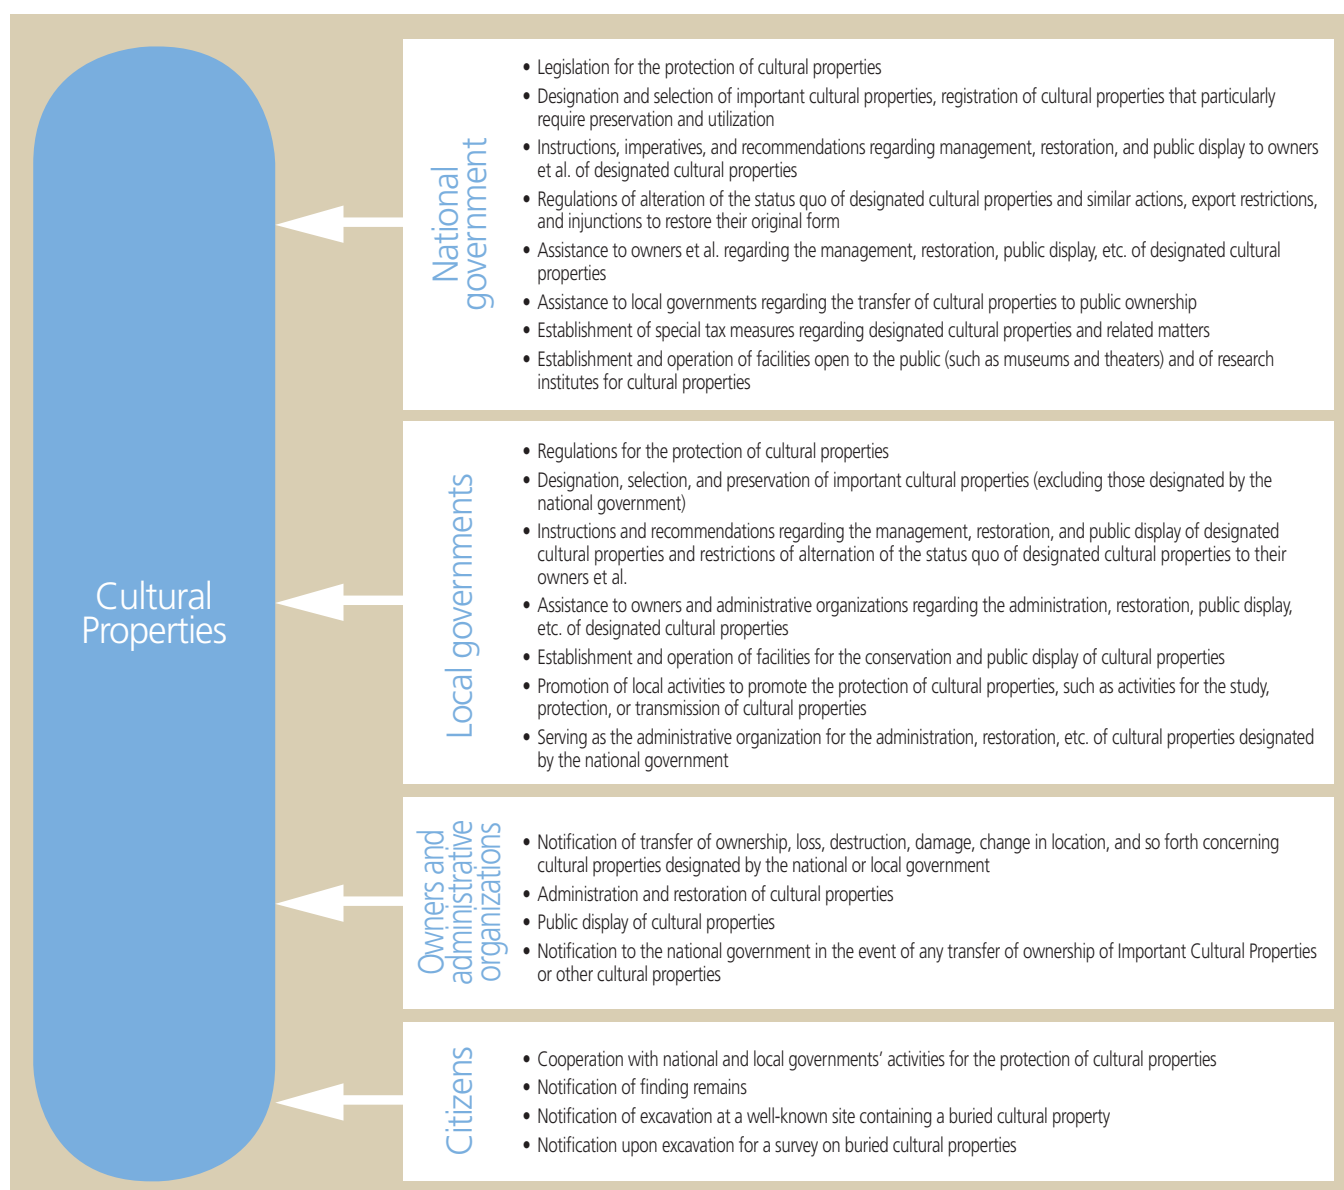 Cultural
Properties
National
government
• Legislation for the protection of cultural properties
• Designation and selection of important cultural properties, registration of cultural properties that particularly
require preservation and utilization
• Instructions, imperatives, and recommendations regarding management, restoration, and public display to owners
et al. of designated cultural properties
• Regulations of alteration of the status quo of designated cultural properties and similar actions, export restrictions,
and injunctions to restore their original form
• Assistance to owners et al. regarding the management, restoration, public display, etc. of designated cultural
properties
• Assistance to local governments regarding the transfer of cultural properties to public ownership
• Establishment of special tax measures regarding designated cultural properties and related matters
• Establishment and operation of facilities open to the public (such as museums and theaters) and of research
institutes for cultural properties
Local governments
• Regulations for the protection of cultural properties
• Designation, selection, and preservation of important cultural properties (excluding those designated by the
national government)
• Instructions and recommendations regarding the management, restoration, and public display of designated
cultural properties and restrictions of alternation of the status quo of designated cultural properties to their
owners et al.
• Assistance to owners and administrative organizations regarding the administration, restoration, public display,
etc. of designated cultural properties
• Establishment and operation of facilities for the conservation and public display of cultural properties
• Promotion of local activities to promote the protection of cultural properties, such as activities for the study,
protection, or transmission of cultural properties
• Serving as the administrative organization for the administration, restoration, etc. of cultural properties designated
by the national government
Owners and
administrative
organizations
• Notification of transfer of ownership, loss, destruction, damage, change in location, and so forth concerning
cultural properties designated by the national or local government
• Administration and restoration of cultural properties
• Public display of cultural properties
• Notification to the national government in the event of any transfer of ownership of Important Cultural Properties
or other cultural properties
Citizens
• Cooperation with national and local governments’ activities for the protection of cultural properties
• Notification of finding remains
• Notification of excavation at a well-known site containing a buried cultural property
• Notification upon excavation for a survey on buried cultural properties